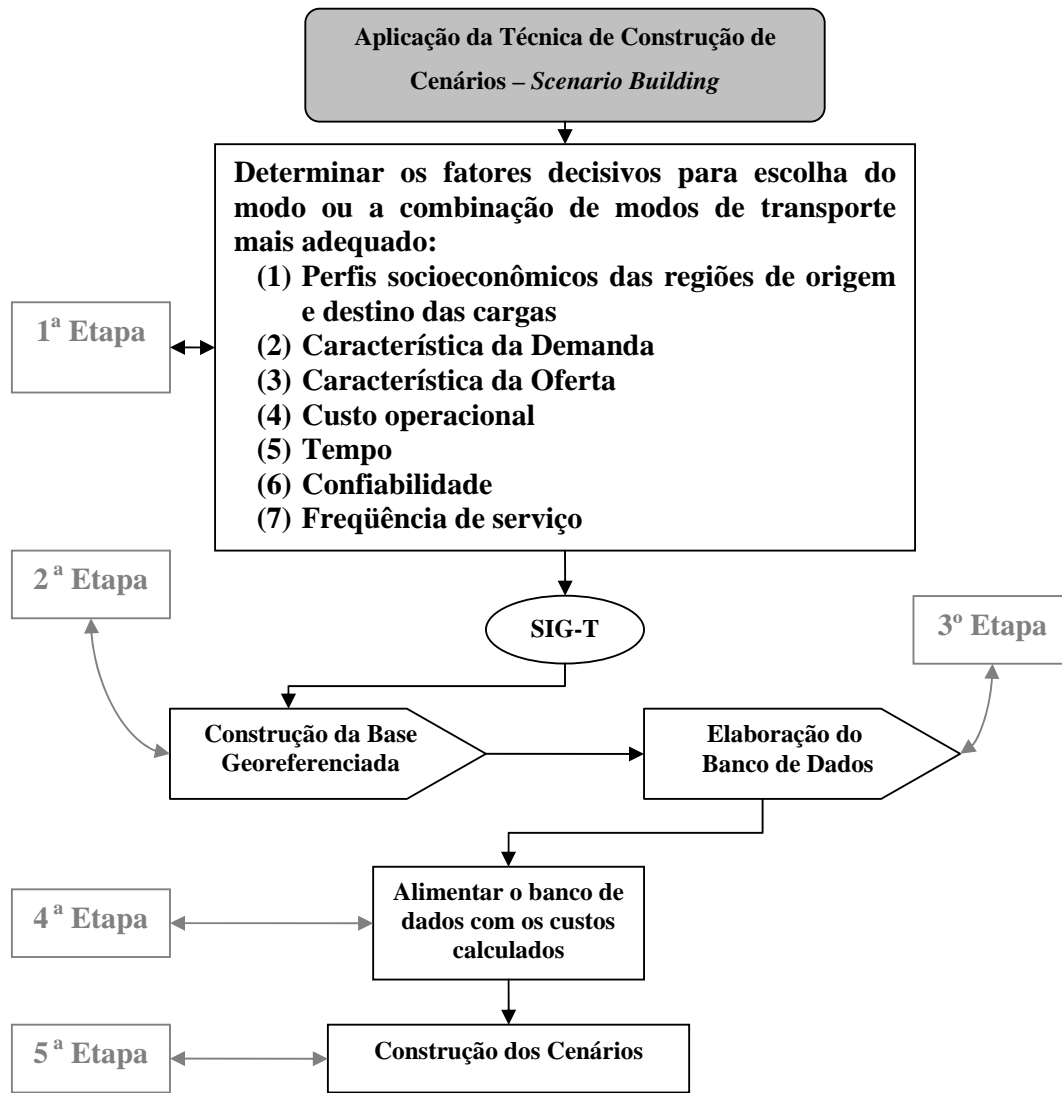 Aplicação da Técnica de Construção de
Cenários – Scenario Building
Determinar os fatores decisivos para escolha do
modo ou a combinação de modos de transporte
mais adequado:
(1) Perfis socioeconômicos das regiões de origem
e destino das cargas
(2) Característica da Demanda
(3) Característica da Oferta
(4) Custo operacional
(5) Tempo
(6) Confiabilidade
(7) Freqüência de serviço
1ª Etapa
2ª Etapa
SIG-T
3º Etapa
Construção da Base
Georeferenciada
Elaboração do
Banco de Dados
4ª Etapa
Alimentar o banco de
dados com os custos
calculados
5ª Etapa
Construção dos Cenários